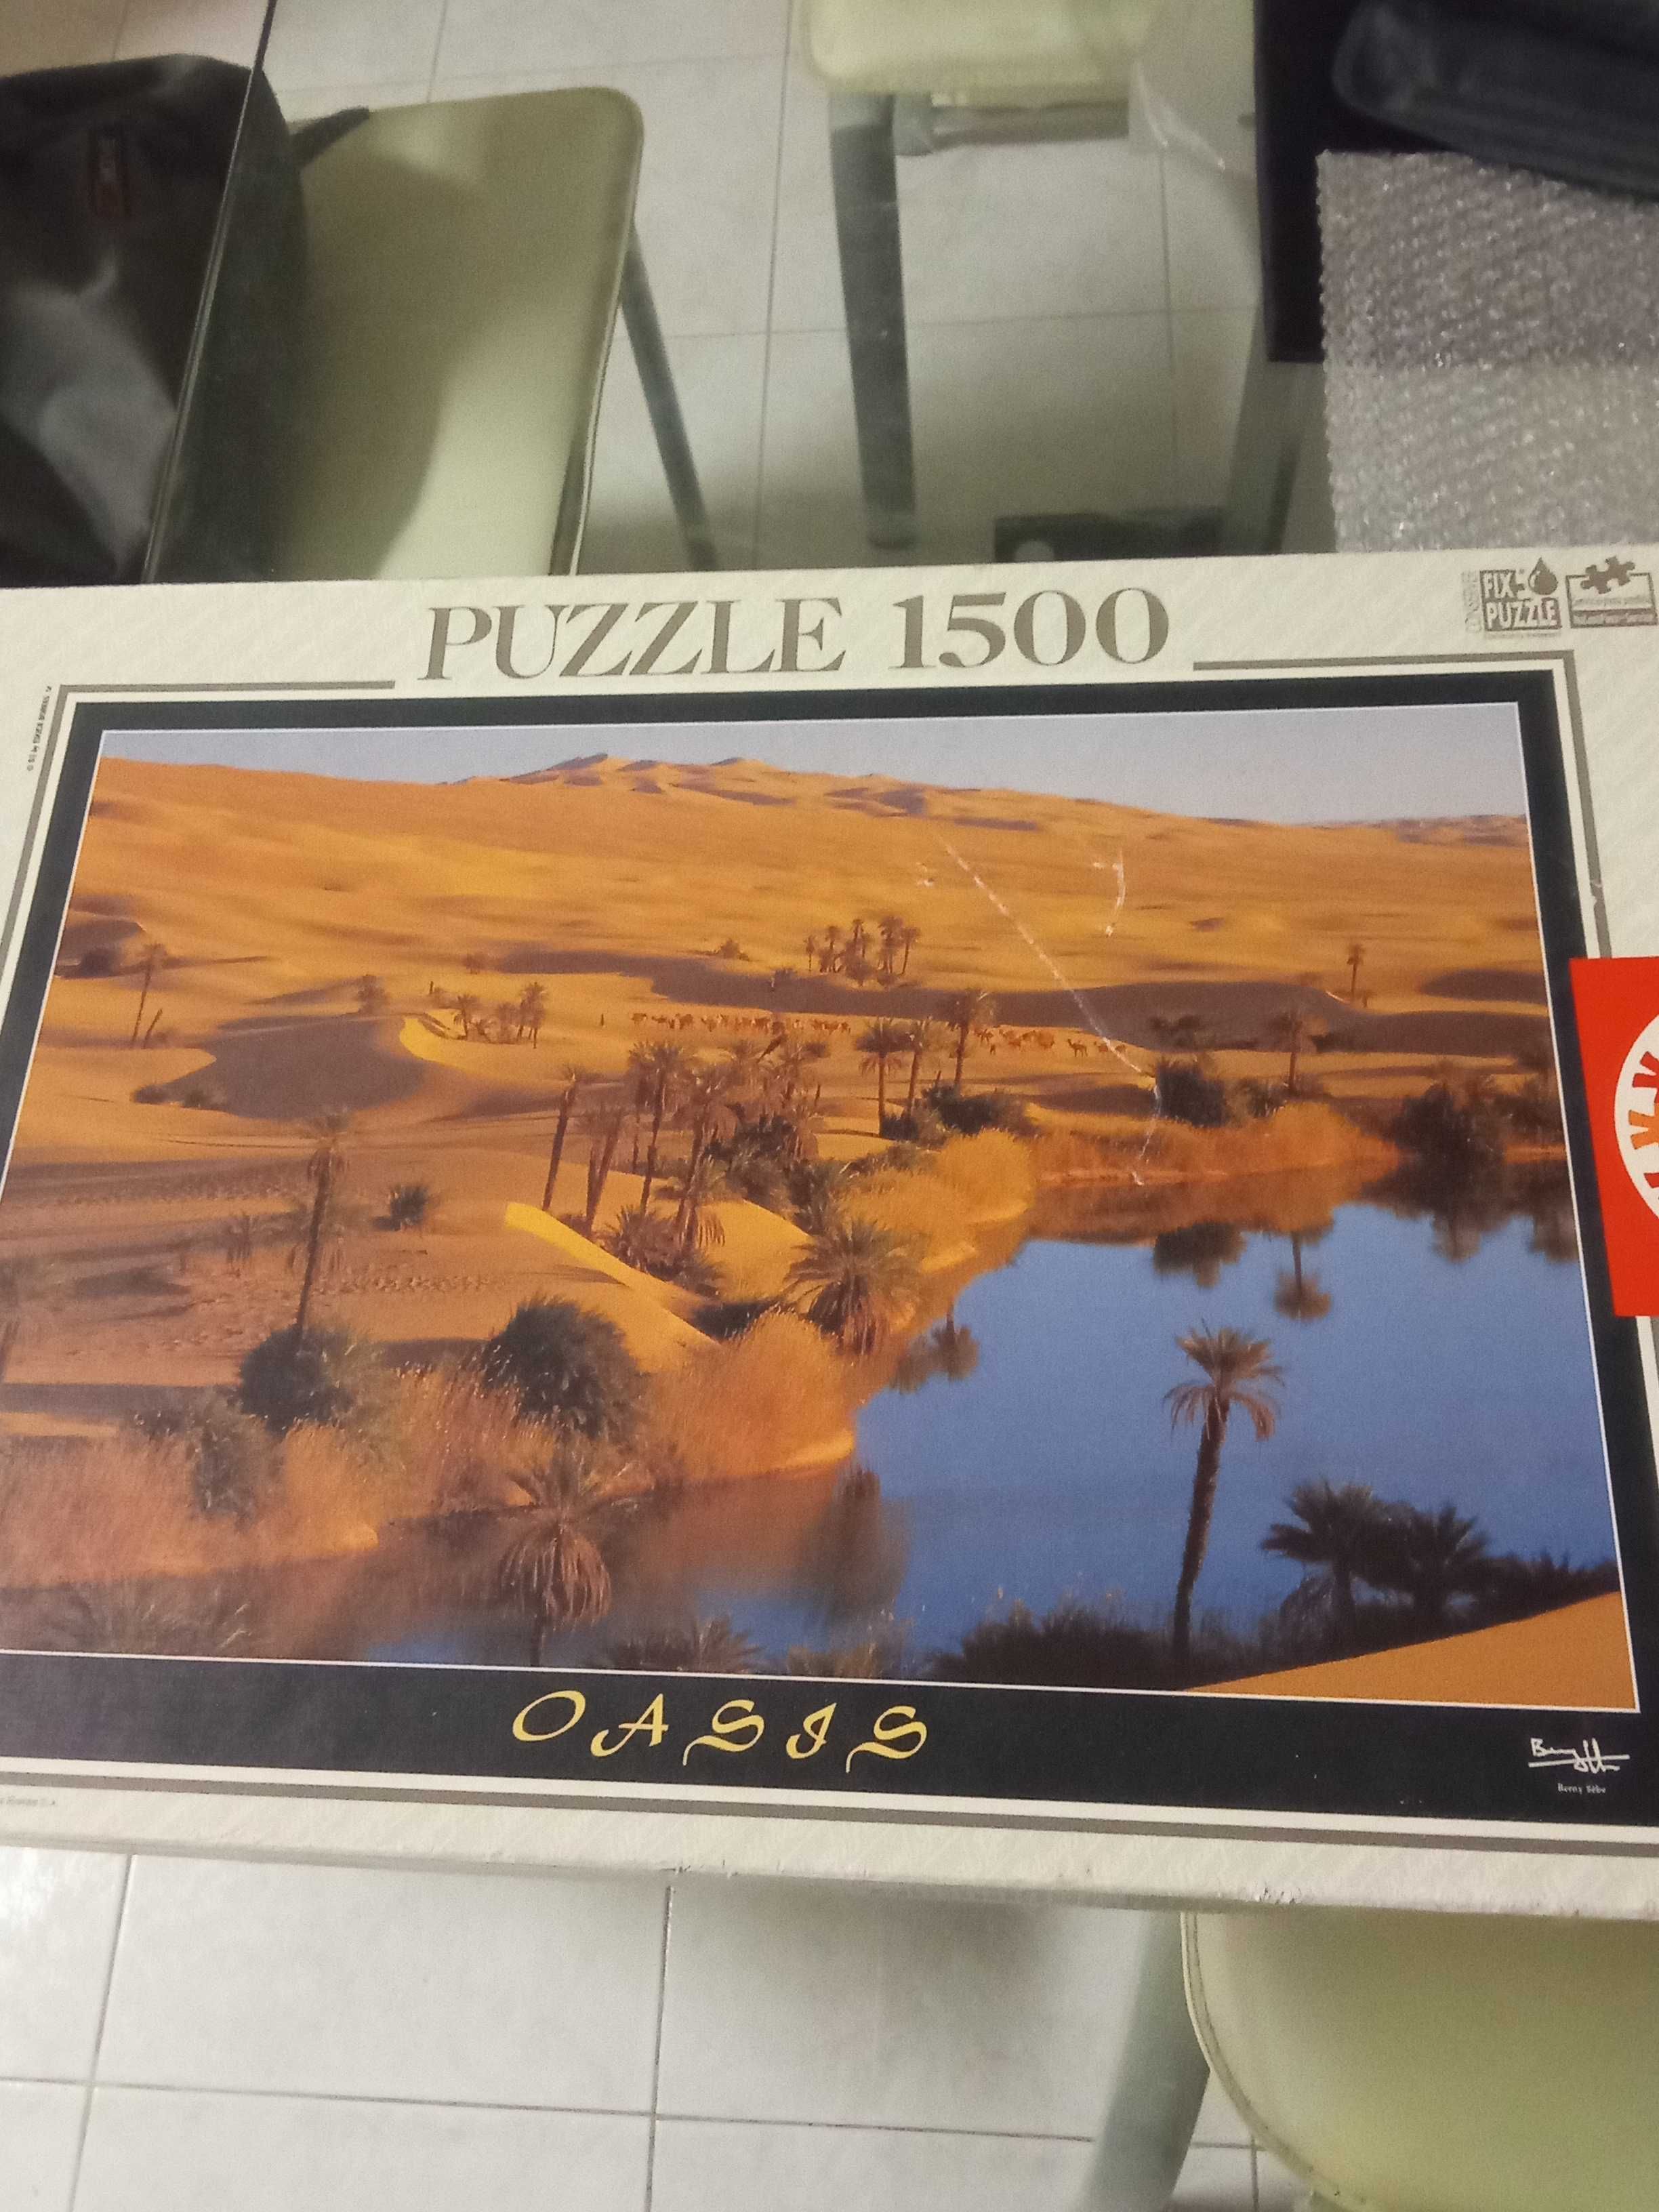 PUZZLE 1500
FIX
PUZZLE
OASIS
Berny Sèbe